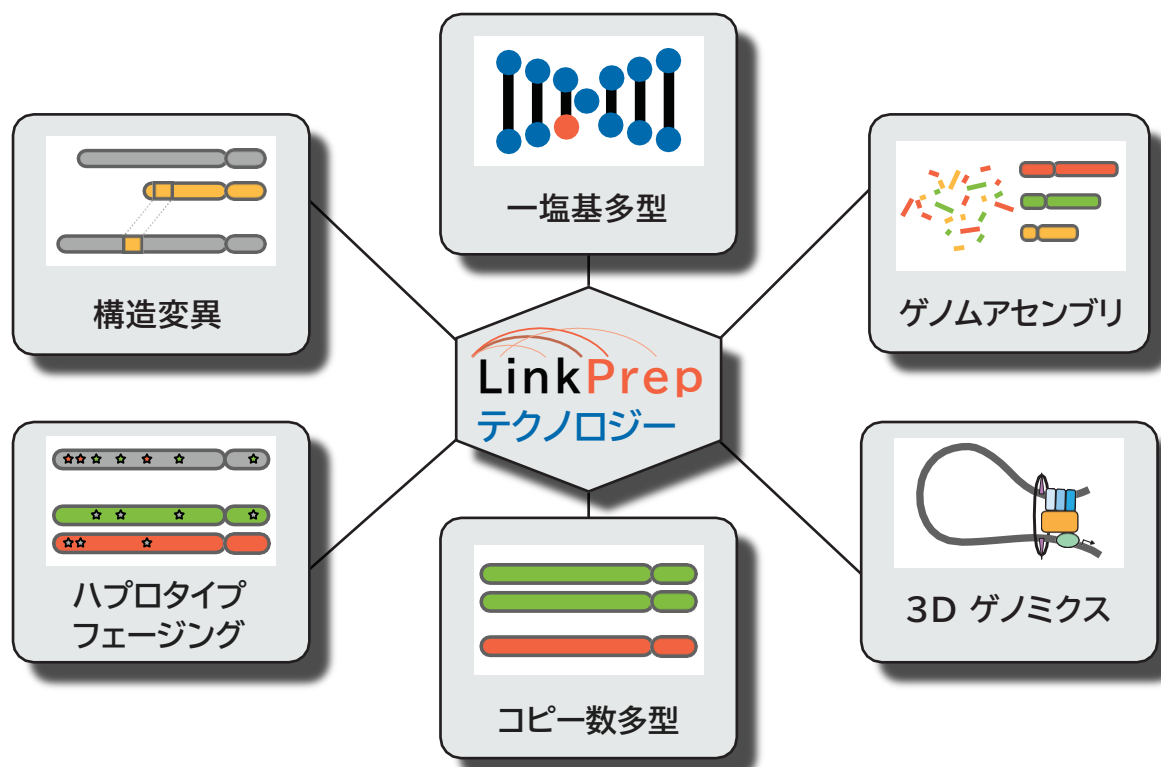 一塩基多型
構造変異
ゲノムアセンブリ
LinkPrep
テクノロジー
ハプロタイプ
フェージング
3D ゲノミクス
コピー数多型